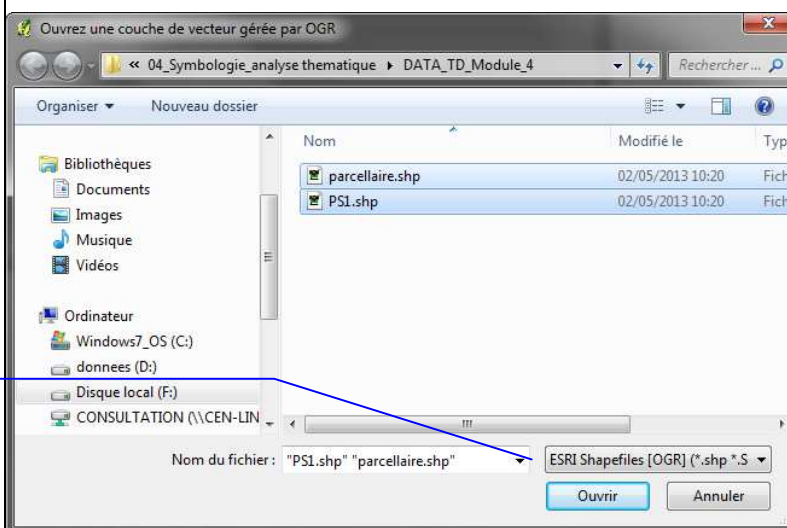 Ouvrez une couche de vecteur gérée par OGR
« 04_Symbologie_analyse thematique ▸ DATA_TD_Module_4
Rechercher ...
Organiser ▾ Nouveau dossier
Nom Modifié le Typ
Bibliothèques
Documents
Images
Musique
Vidéos
parcellaire.shp 02/05/2013 10:20 Fich
PS1.shp 02/05/2013 10:20 Fich
Ordinateur
Windows7_OS (C:)
donnees (D:)
Disque local (F:)
CONSULTATION (\\CEN-LIN
Nom du fichier : "PS1.shp" "parcellaire.shp"
ESRI Shapefiles [OGR] (*.shp *.S
Ouvrir Annuler